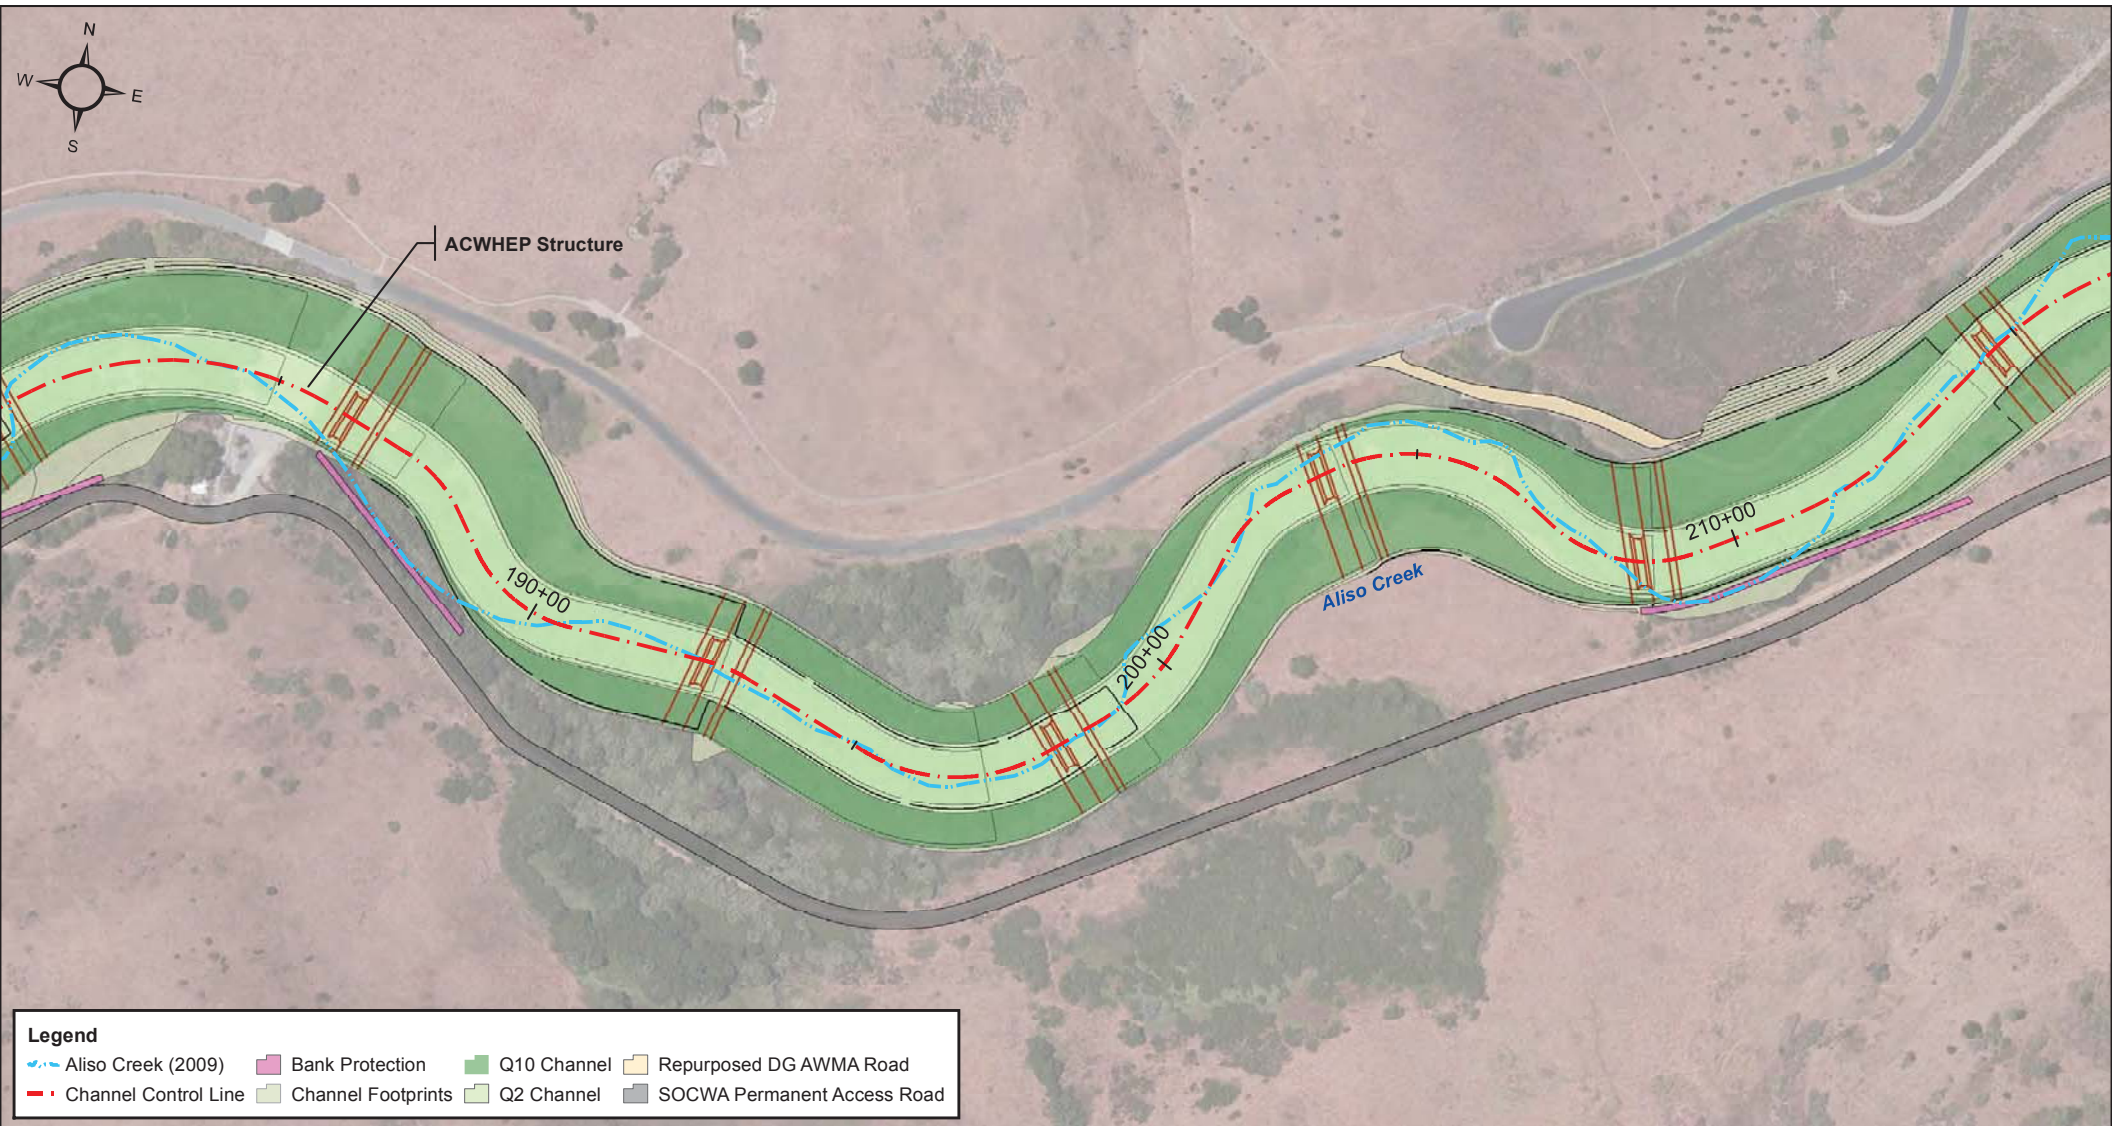 N
W
E
S
ACWHEP Structure
190+00
200+00
210+00
Aliso Creek
Legend
Aliso Creek (2009)
Bank Protection
Q10 Channel
Repurposed DG AWMA Road
Channel Control Line
Channel Footprints
Q2 Channel
SOCWA Permanent Access Road